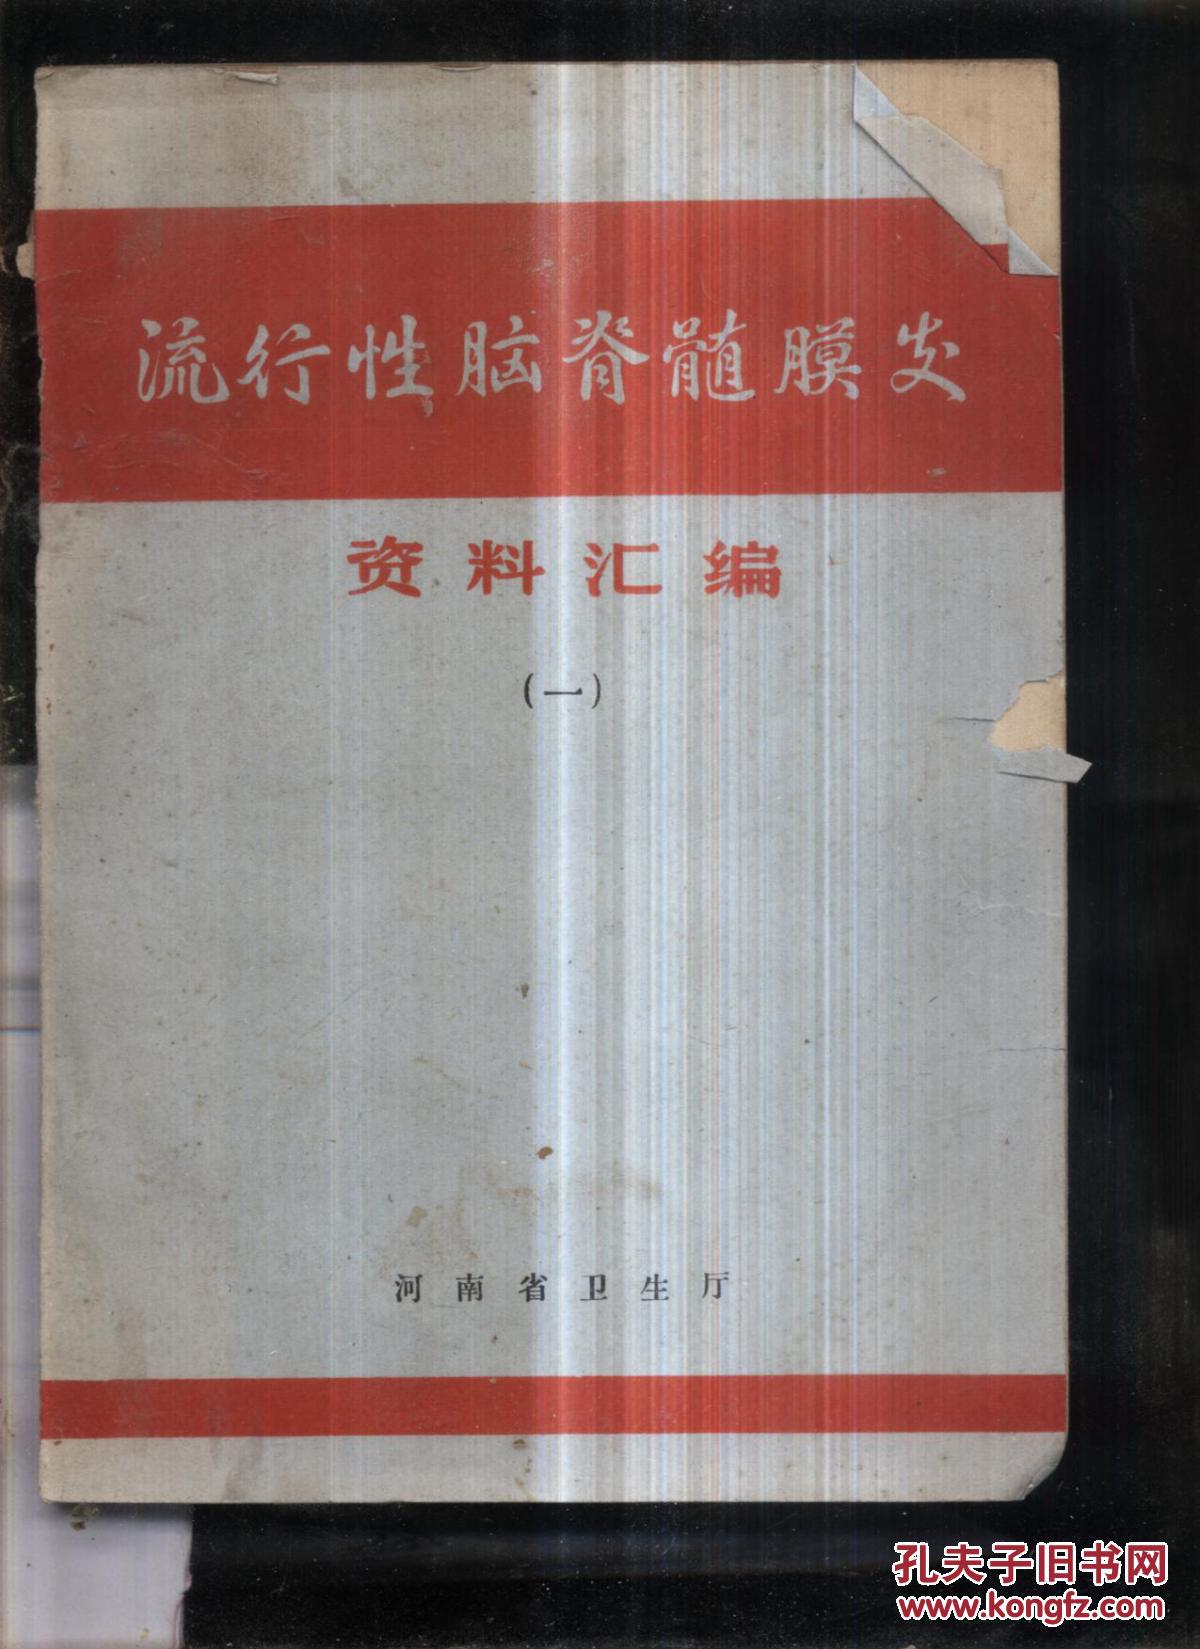 流行性脑脊髓膜炎
资料汇编
(一)
河南省卫生厅
孔夫子旧书网
www.kongfz.com